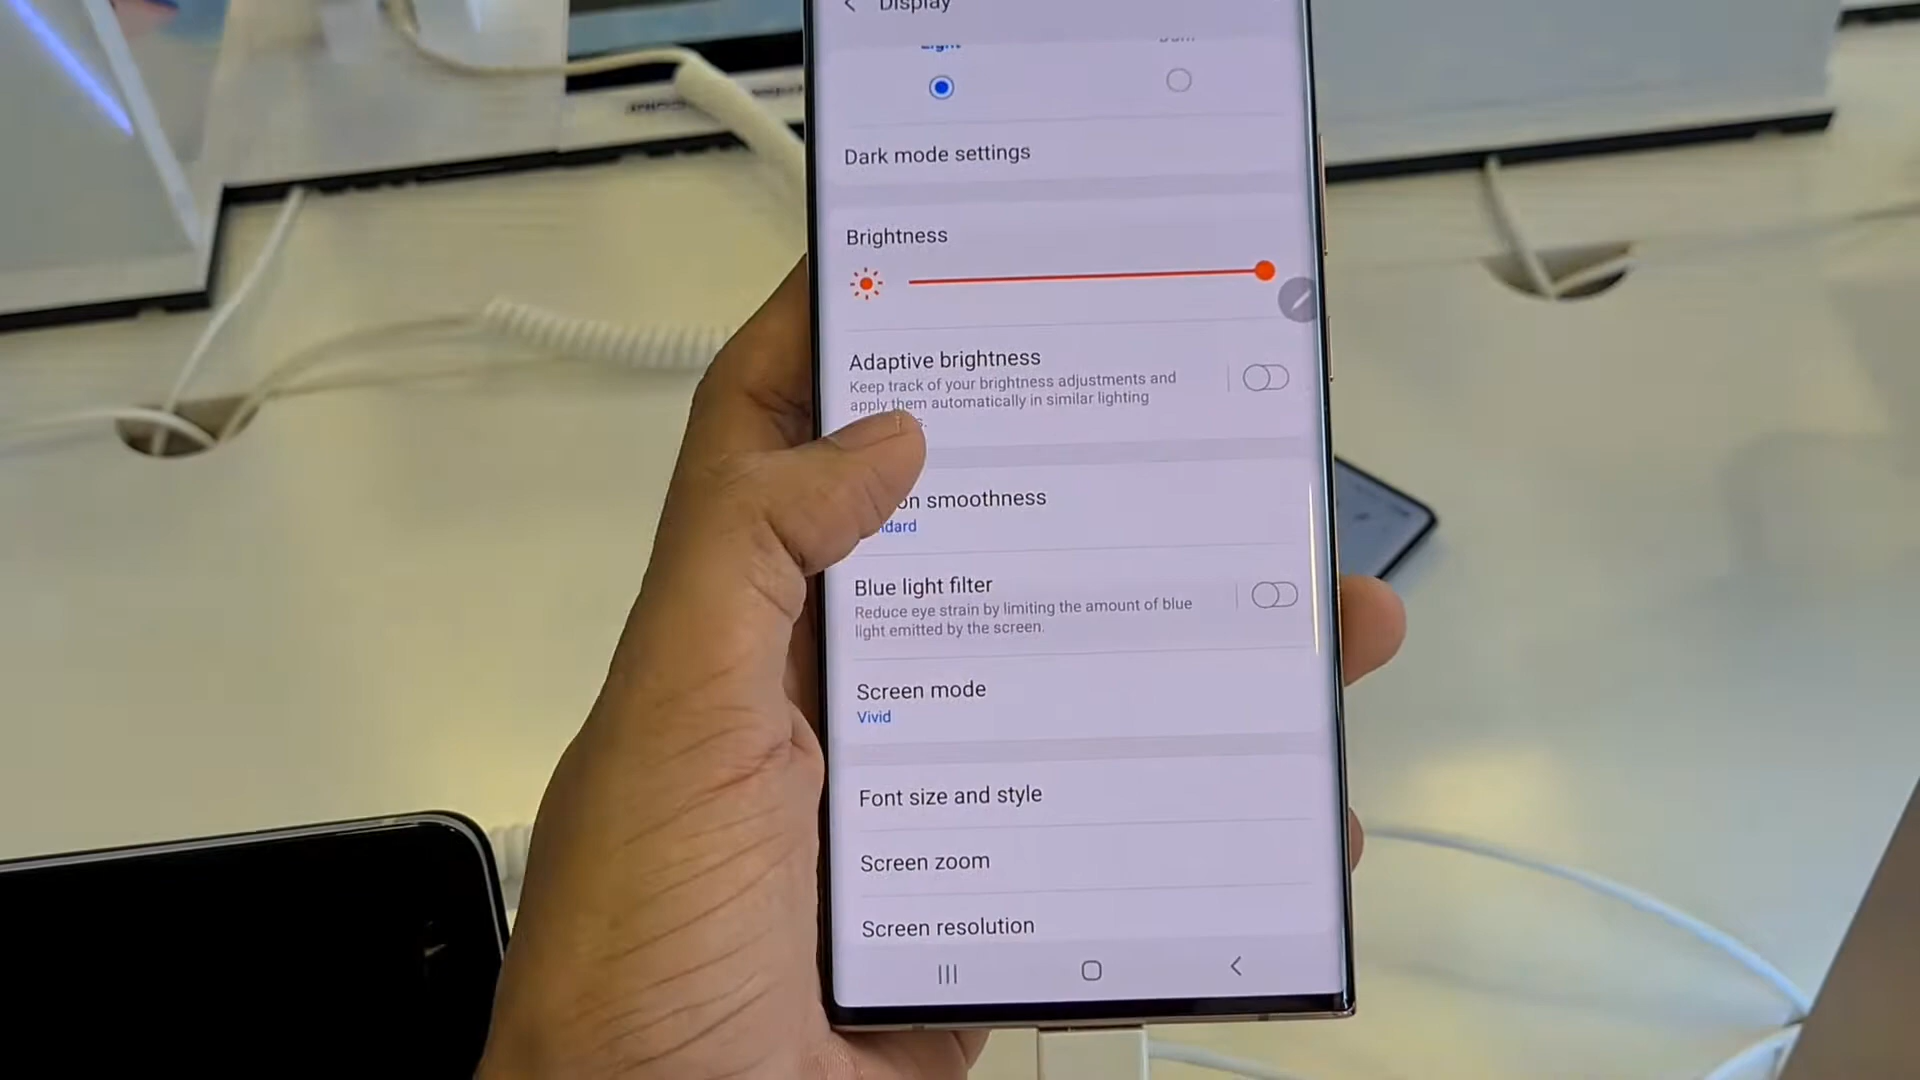 Display
Light
Dark mode settings
Brightness
Adaptive brightness
Keep track of your brightness adjustments and
apply them automatically in similar lighting
on smoothness
ndard
Blue light filter
Reduce eye strain by limiting the amount of blue
light emitted by the screen.
Screen mode
Vivid
Font size and style
Screen zoom
Screen resolution